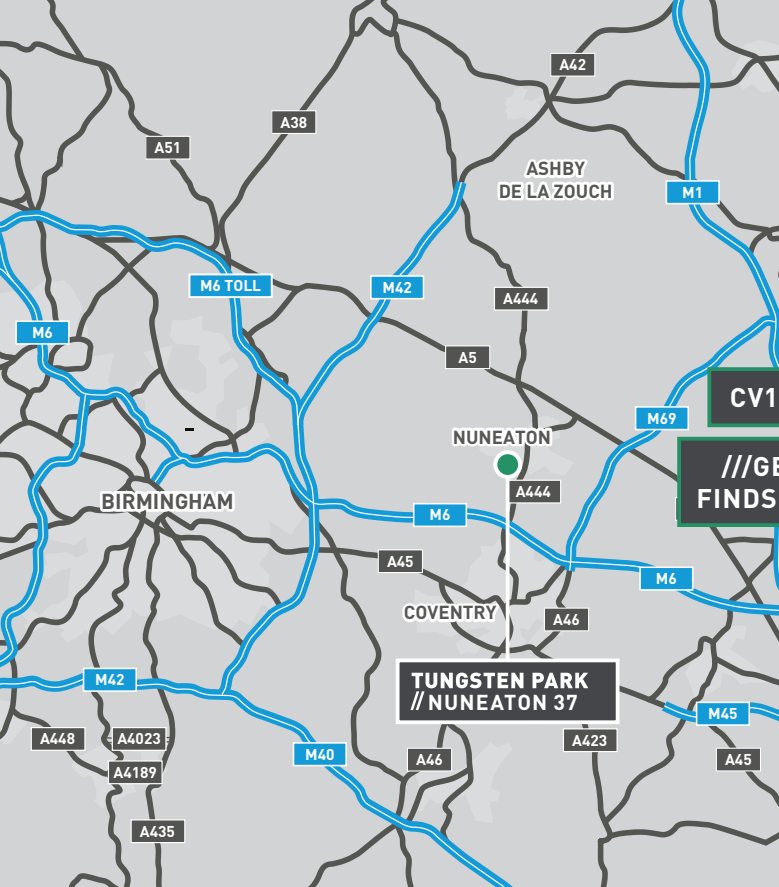 A42
A38
A51
ASHBY
DE LA ZOUCH
M1
M6 TOLL
M42
A444
M6
A5
CV1
M69
NUNEATON
///GE
FINDS
A444
BIRMINGHAM
M6
A45
M6
COVENTRY
A46
TUNGSTEN PARK
//NUNEATON 37
M42
M45
A448
A4023
A423
M40
A46
A45
A4189
A435